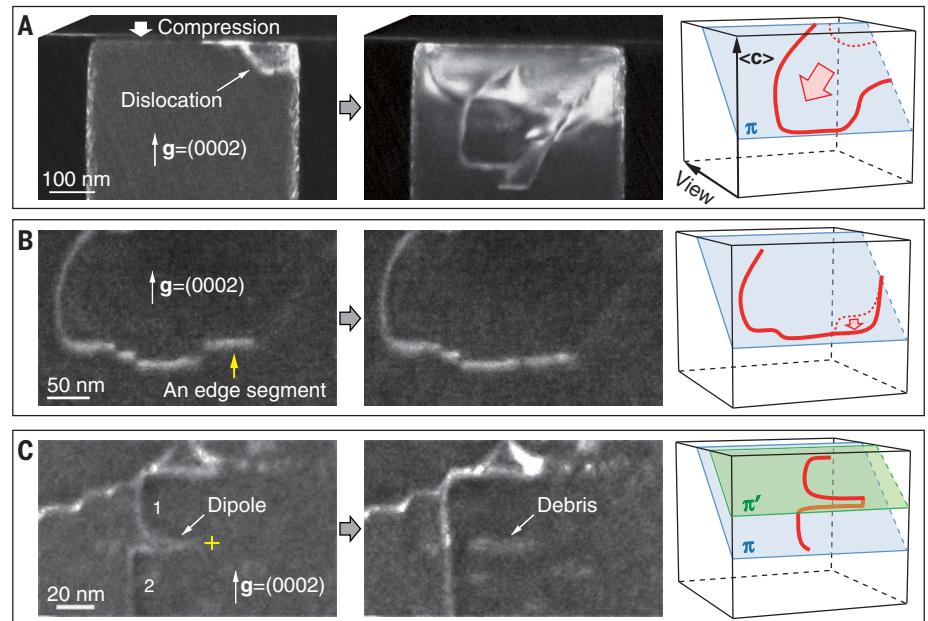 A
Compression
Dislocation
g=(0002)
100 nm
<c>
π
View
B
g=(0002)
An edge segment
50 nm
π
C
1
Dipole
2
g=(0002)
20 nm
Debris
π′
π